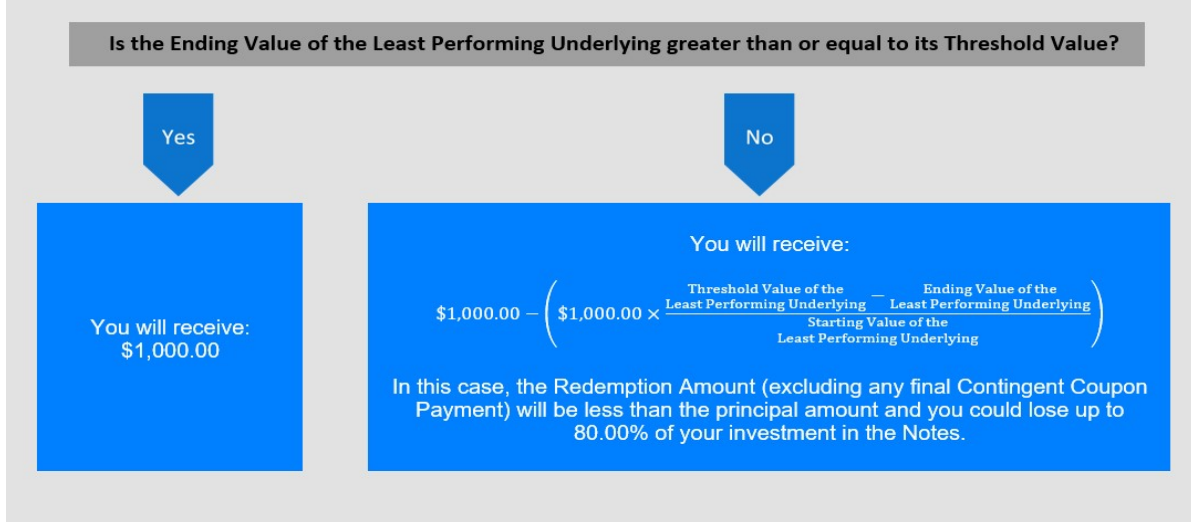 Is the Ending Value of the Least Performing Underlying greater than or equal to its Threshold Value?
Yes
No
You will receive:
$1,000.00
You will receive:
$1,000.00 − ($1,000.00 × (Threshold Value of the Least Performing Underlying − Ending Value of the Least Performing Underlying) / Starting Value of the Least Performing Underlying)
In this case, the Redemption Amount (excluding any final Contingent Coupon
Payment) will be less than the principal amount and you could lose up to
80.00% of your investment in the Notes.